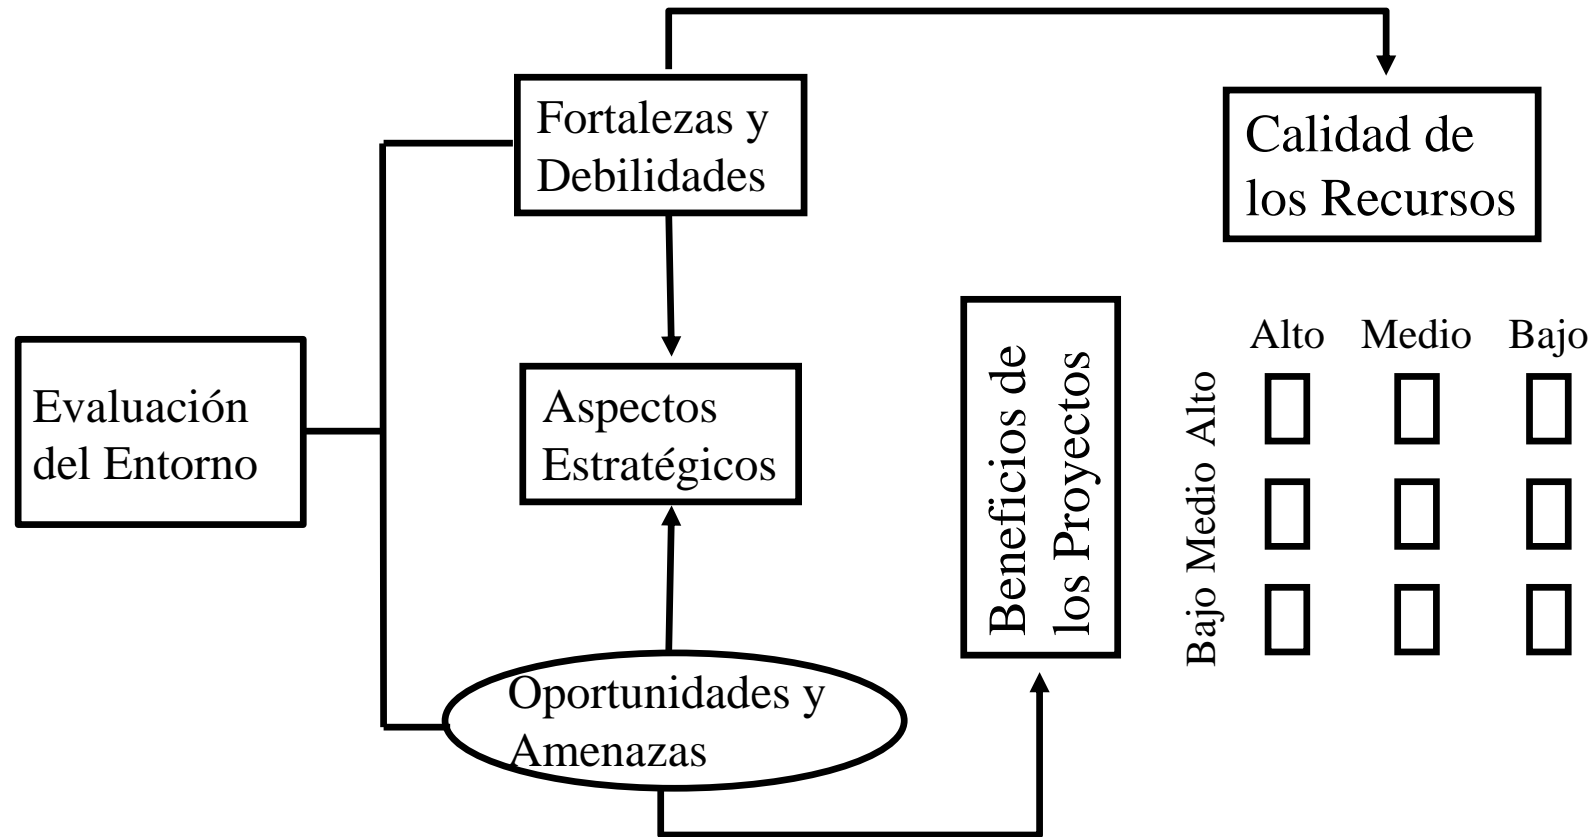 Fortalezas y
Debilidades
Calidad de
los Recursos
Evaluación
del Entorno
Aspectos
Estratégicos
Beneficios de
los Proyectos
Alto Medio Bajo
Bajo Medio Alto
Oportunidades y
Amenazas